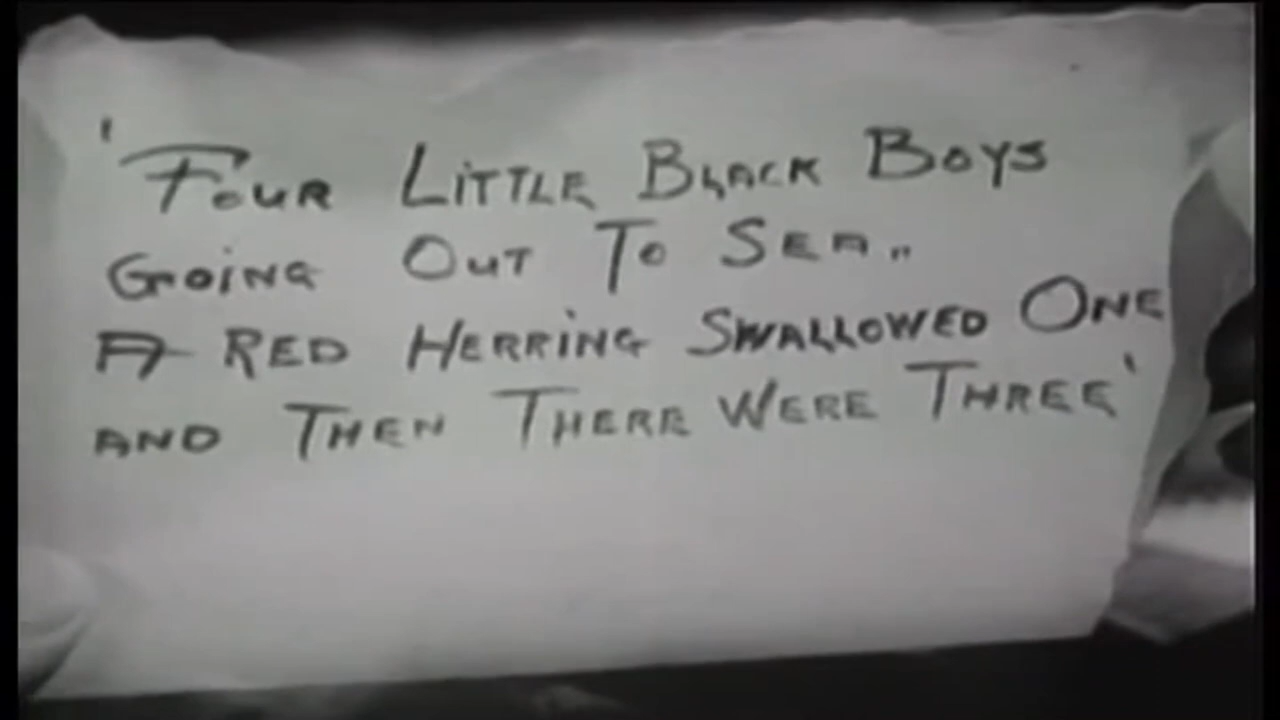 'FOUR LITTLE BLACK BOYS
GOING OUT TO SEA..
A RED HERRING SWALLOWED ONE
AND THEN THERE WERE THREE'